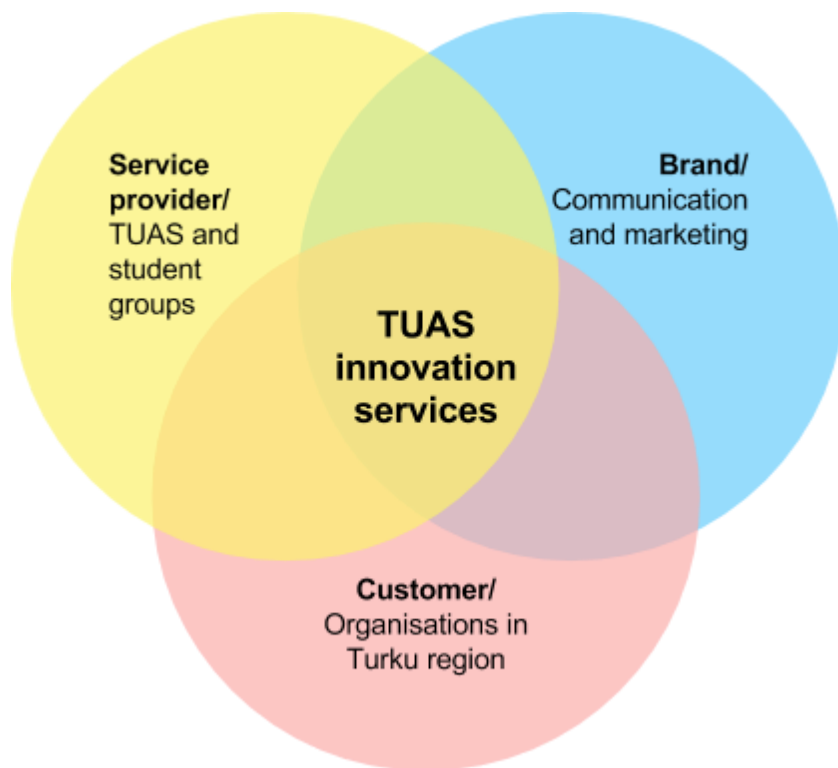 Service
provider/
TUAS and
student
groups
Brand/
Communication
and marketing
TUAS
innovation
services
Customer/
Organisations in
Turku region